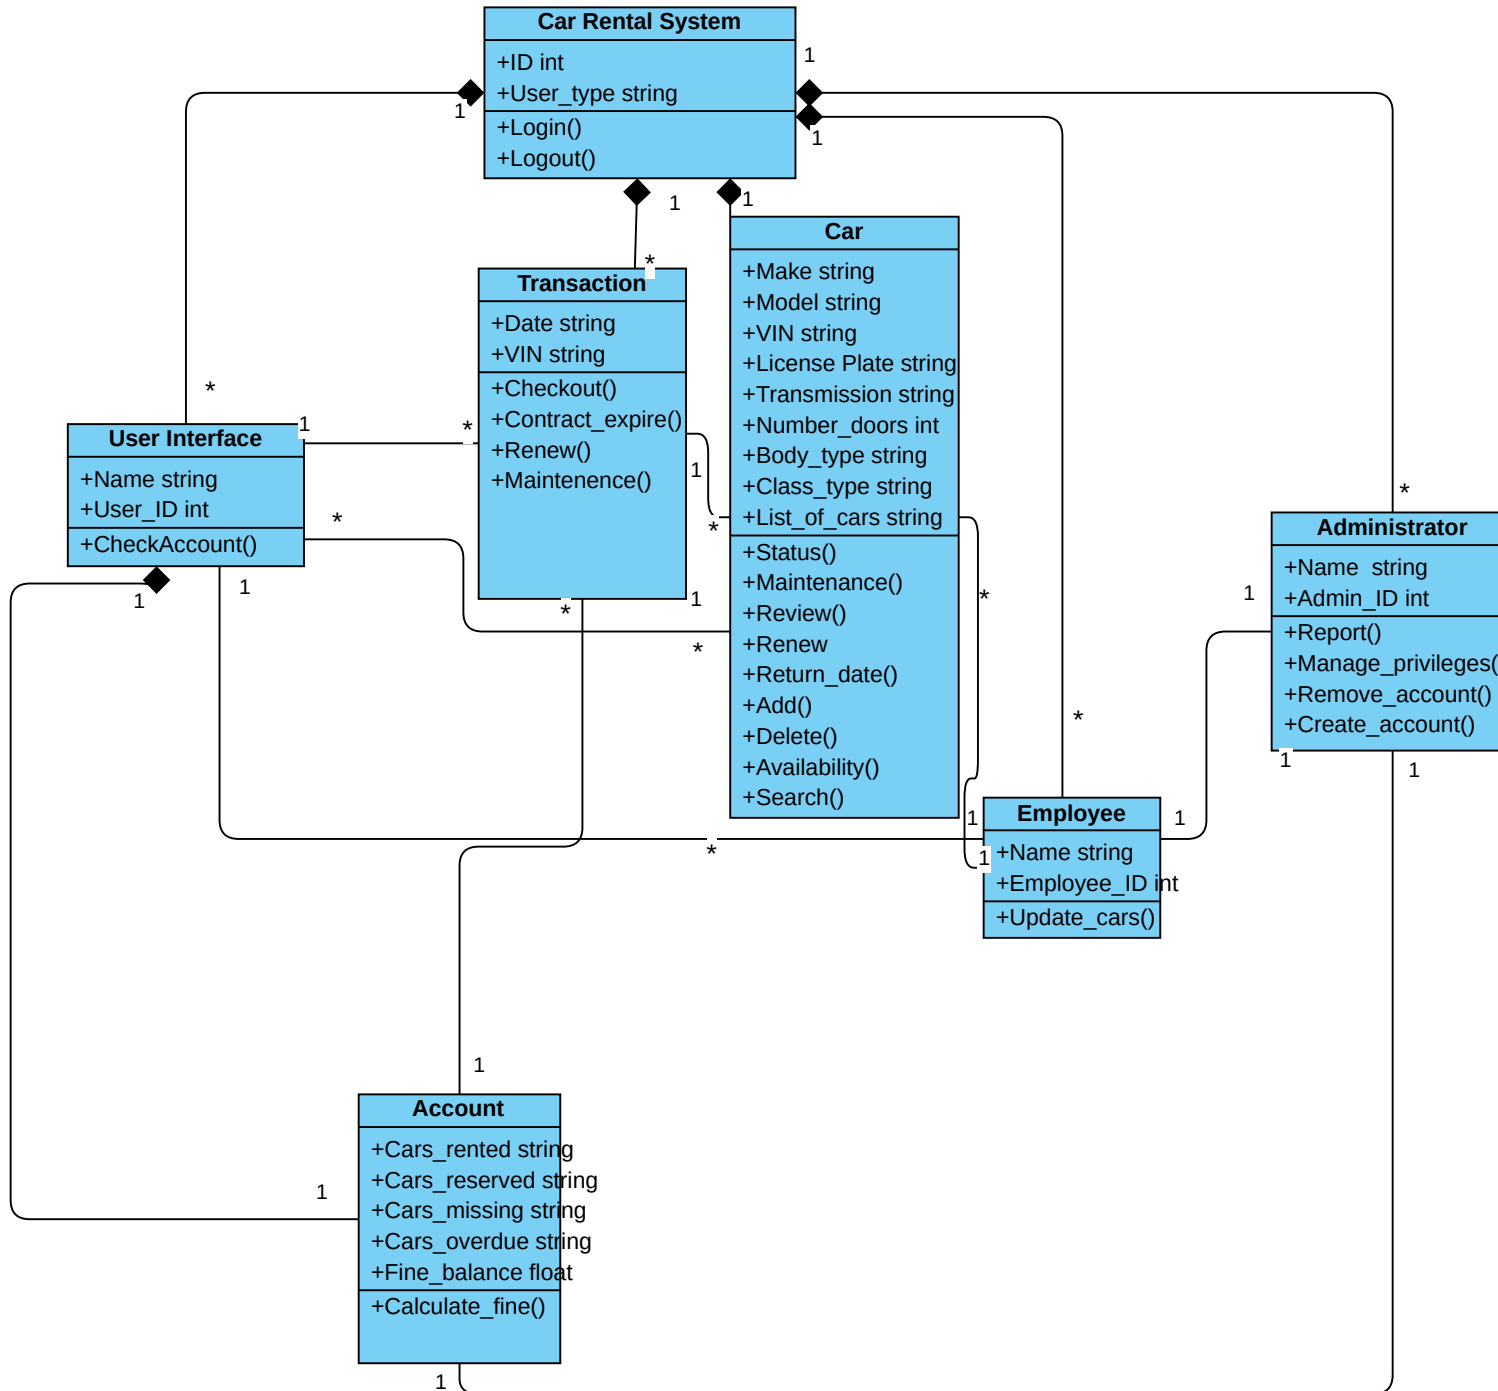 Car Rental System
+ID int
+User_type string
+Login()
+Logout()
1
1
1
1
1
*
Transaction
+Date string
+VIN string
+Checkout()
+Contract_expire()
+Renew()
+Maintenence()
Car
+Make string
+Model string
+VIN string
+License Plate string
+Transmission string
+Number_doors int
+Body_type string
+Class_type string
+List_of_cars string
+Status()
+Maintenance()
+Review()
+Renew
+Return_date()
+Add()
+Delete()
+Availability()
+Search()
*
1
*
User Interface
+Name string
+User_ID int
+CheckAccount()
*
1
1
1
*
*
1
*
*
*
*
Administrator
+Name  string
+Admin_ID int
+Report()
+Manage_privileges(
+Remove_account()
+Create_account()
1
1
1
*
*
1
1
1
Employee
+Name string
+Employee_ID int
+Update_cars()
1
1
Account
+Cars_rented string
+Cars_reserved string
+Cars_missing string
+Cars_overdue string
+Fine_balance float
+Calculate_fine()
1